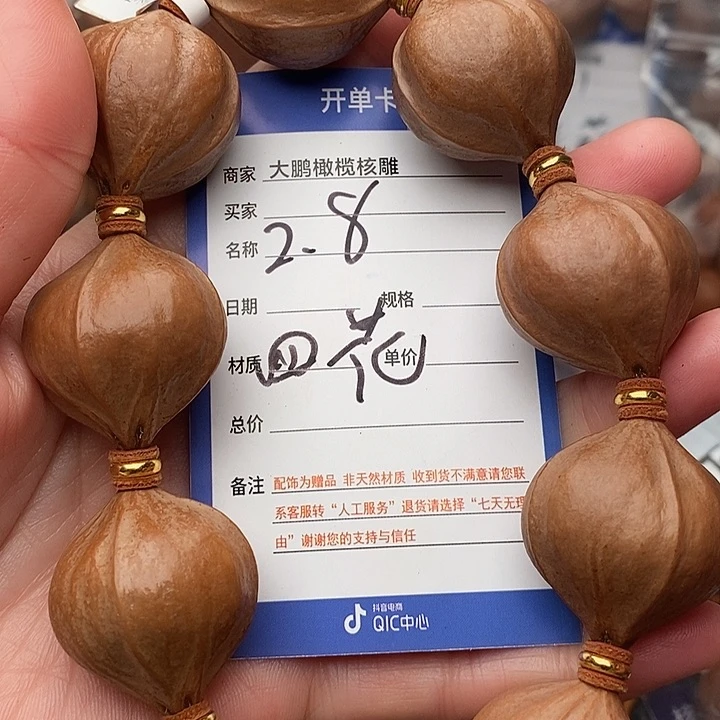 开单卡
商家 大鹏橄榄核雕
买家
名称 2.8
日期 规格
材质 四花 单价
总价
备注 配饰为赠品 非天然材质 收到货不满意请您联
系客服转“人工服务”退货请选择“七天无理
由”谢谢您的支持与信任
抖音电商
QIC中心